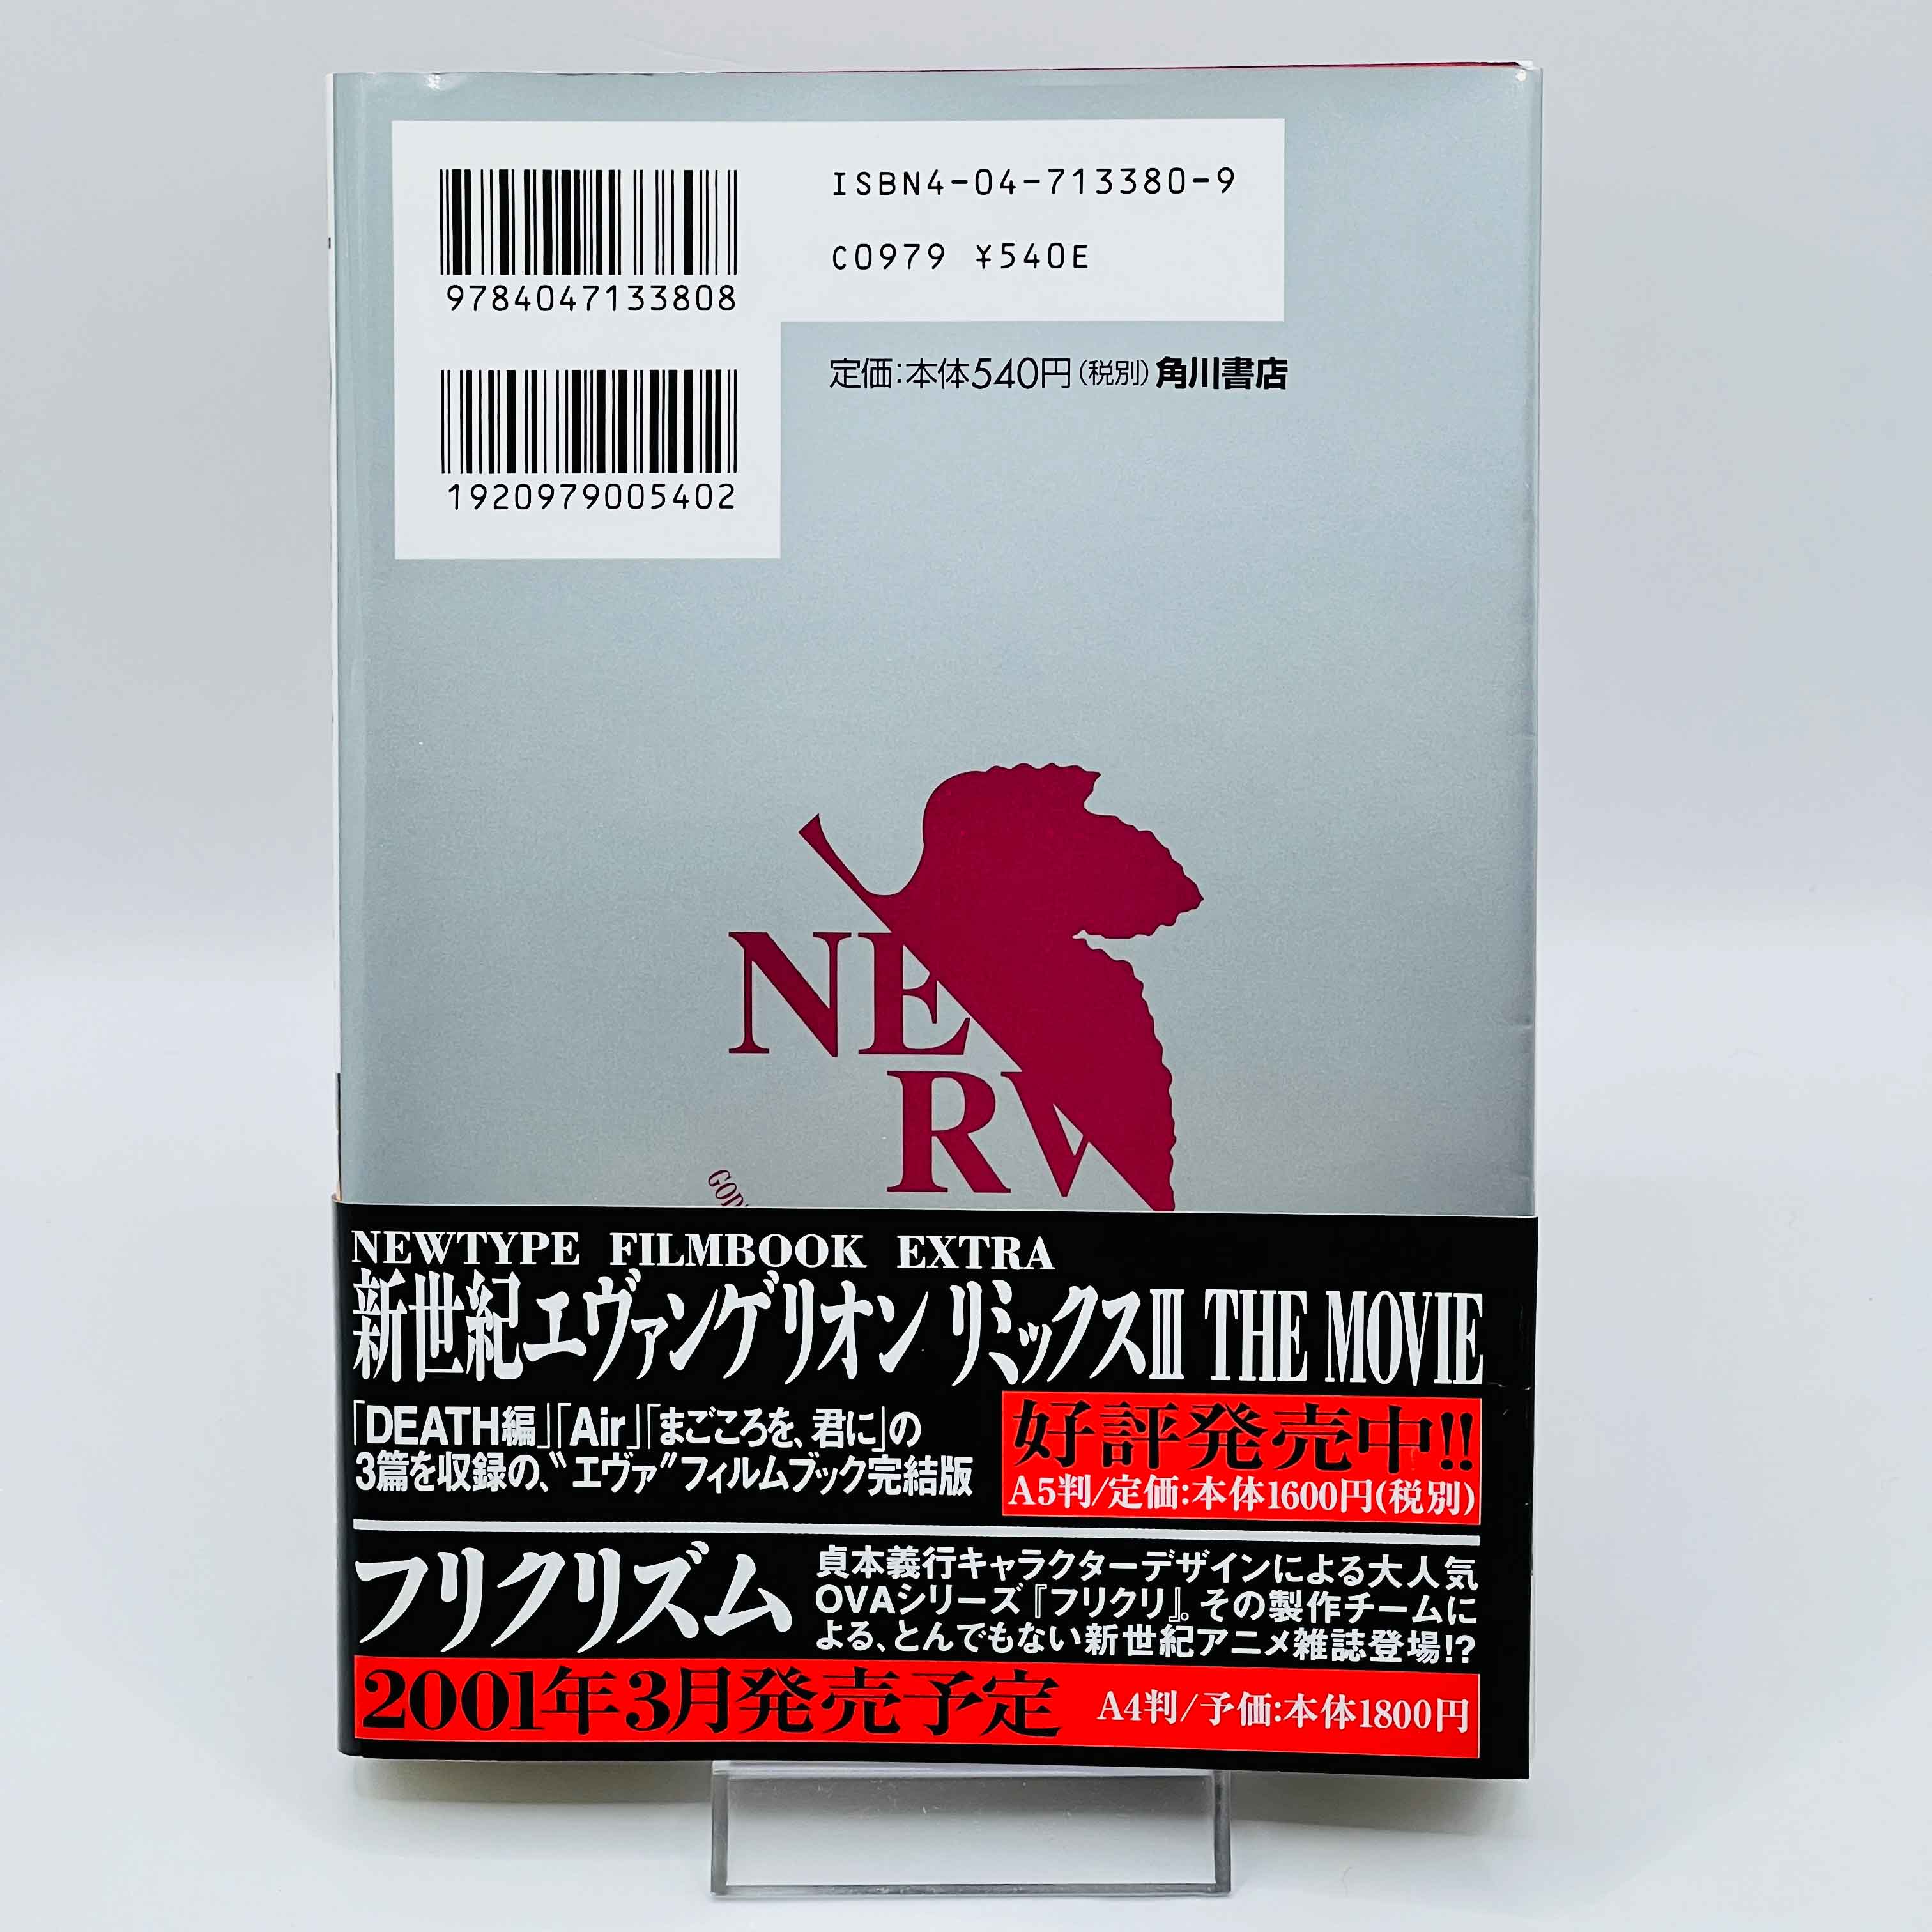 ISBN4-04-713380-9
C0979 ¥540E
9784047133808
1920979005402
定価:本体540円(税別)角川書店
NE
RV
NEWTYPE FILMBOOK EXTRA
新世紀エヴァンゲリオン リミックスⅢ THE MOVIE
「DEATH編」「Air」「まごころを、君に」の
3篇を収録の、〝エヴァ〟フィルムブック完結版
好評発売中!!
A5判/定価:本体1600円(税別)
フリクリズム
貞本義行キャラクターデザインによる大人気
OVAシリーズ『フリクリ』。その製作チームに
よる、とんでもない新世紀アニメ雑誌登場!?
2001年3月発売予定
A4判/予価:本体1800円